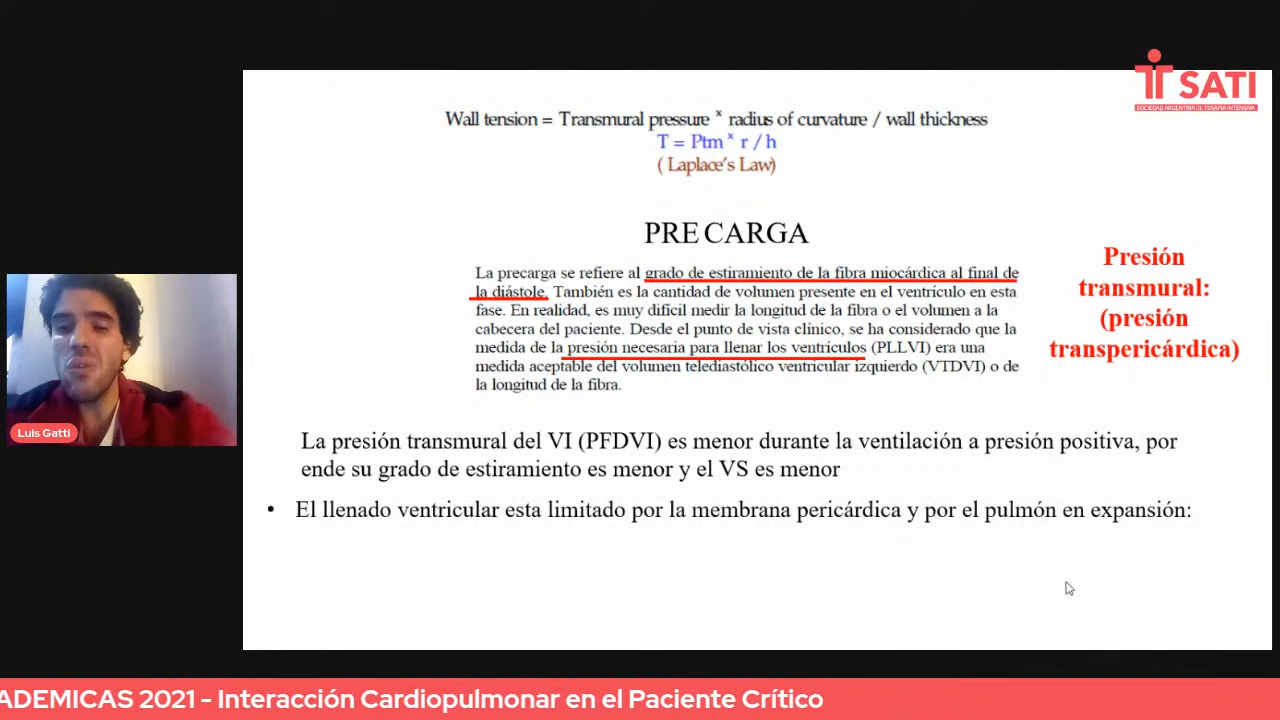 SATI
SOCIEDAD ARGENTINA DE TERAPIA INTENSIVA
Wall tension = Transmural pressure x radius of curvature / wall thickness
T = Ptm x r / h
( Laplace's Law)
PRE CARGA
La precarga se refiere al grado de estiramiento de la fibra miocárdica al final de
la diástole. También es la cantidad de volumen presente en el ventrículo en esta
fase. En realidad, es muy difícil medir la longitud de la fibra o el volumen a la
cabecera del paciente. Desde el punto de vista clínico, se ha considerado que la
medida de la presión necesaria para llenar los ventrículos (PLLVI) era una
medida aceptable del volumen telediastólico ventricular izquierdo (VTDVI) o de
la longitud de la fibra.
Presión
transmural:
(presión
transpericárdica)
La presión transmural del VI (PFDVI) es menor durante la ventilación a presión positiva, por
ende su grado de estiramiento es menor y el VS es menor
• El llenado ventricular esta limitado por la membrana pericárdica y por el pulmón en expansión:
Luis Gatti
ADEMICAS 2021 - Interacción Cardiopulmonar en el Paciente Crítico